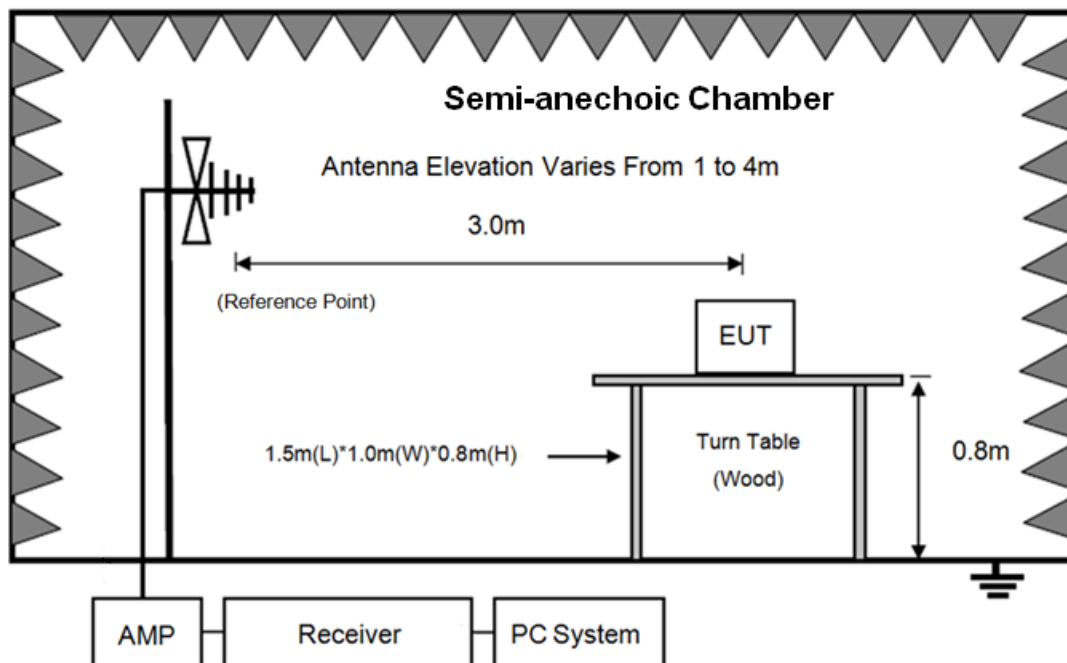 Semi-anechoic Chamber
Antenna Elevation Varies From 1 to 4m
3.0m
(Reference Point)
EUT
1.5m(L)*1.0m(W)*0.8m(H)
Turn Table
(Wood)
0.8m
AMP
Receiver
PC System